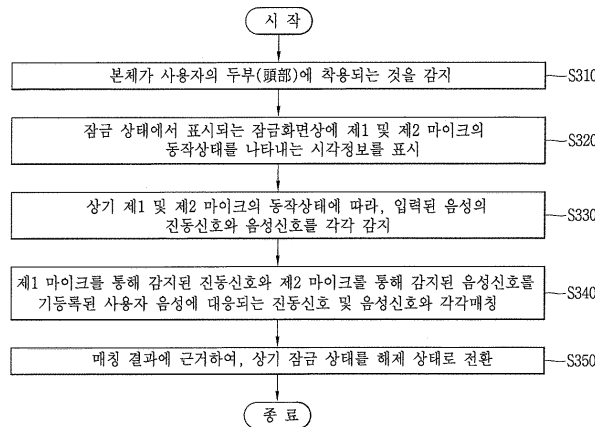 시 작
본체가 사용자의 두부(頭部)에 착용되는 것을 감지
S310
잠금 상태에서 표시되는 잠금화면상에 제1 및 제2 마이크의
동작상태를 나타내는 시각정보를 표시
S320
상기 제1 및 제2 마이크의 동작상태에 따라, 입력된 음성의
진동신호와 음성신호를 각각 감지
S330
제1 마이크를 통해 감지된 진동신호와 제2 마이크를 통해 감지된 음성신호를
기등록된 사용자 음성에 대응되는 진동신호 및 음성신호와 각각매칭
S340
매칭 결과에 근거하여, 상기 잠금 상태를 해제 상태로 전환
S350
종 료